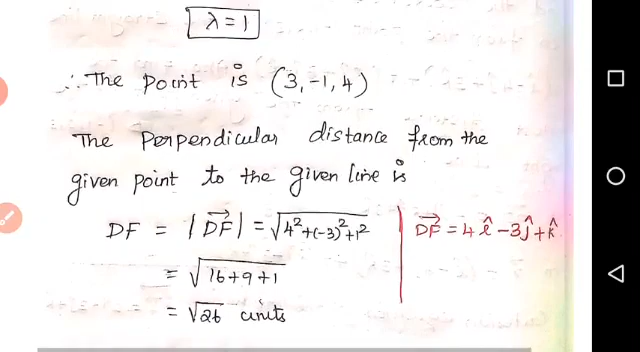 λ = 1
∴ The Point is (3, -1, 4)
The Perpendicular distance from the
given point to the given line is
DF = |DF⃗| = √4²+(-3)²+1² | DF⃗ = 4î - 3ĵ + k̂
= √16+9+1
= √26 units